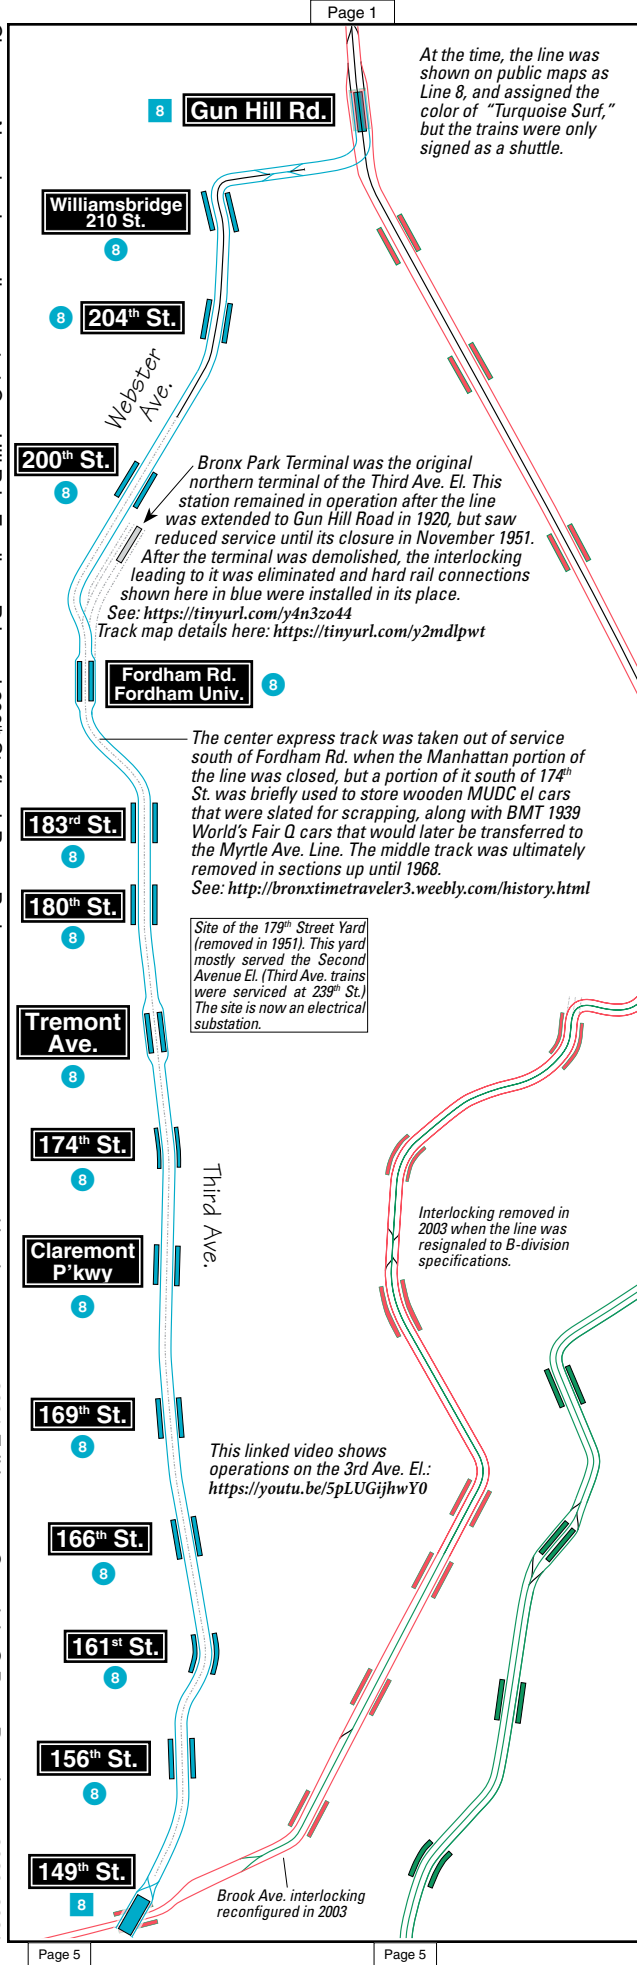 Page 1
At the time, the line was
shown on public maps as
Line 8, and assigned the
color of “Turquoise Surf,”
but the trains were only
signed as a shuttle.
8 Gun Hill Rd.
Williamsbridge
210 St.
8
8 204th St.
Webster
Ave.
200th St.
8
Bronx Park Terminal was the original
northern terminal of the Third Ave. El. This
station remained in operation after the line
was extended to Gun Hill Road in 1920, but saw
reduced service until its closure in November 1951.
After the terminal was demolished, the interlocking
leading to it was eliminated and hard rail connections
shown here in blue were installed in its place.
See: https://tinyurl.com/y4n3zo44
Track map details here: https://tinyurl.com/y2mdlpwt
Fordham Rd.
Fordham Univ.
8
The center express track was taken out of service
south of Fordham Rd. when the Manhattan portion of
the line was closed, but a portion of it south of 174th
St. was briefly used to store wooden MUDC el cars
that were slated for scrapping, along with BMT 1939
World’s Fair Q cars that would later be transferred to
the Myrtle Ave. Line. The middle track was ultimately
removed in sections up until 1968.
See: http://bronxtimetraveler3.weebly.com/history.html
183rd St.
8
180th St.
8
Site of the 179th Street Yard
(removed in 1951). This yard
mostly served the Second
Avenue El. (Third Ave. trains
were serviced at 239th St.)
The site is now an electrical
substation.
Tremont
Ave.
8
174th St.
8
Third Ave.
Claremont
P’kwy
8
Interlocking removed in
2003 when the line was
resignaled to B-division
specifications.
169th St.
8
This linked video shows
operations on the 3rd Ave. El.:
https://youtu.be/5pLUGijhwY0
166th St.
8
161st St.
8
156th St.
8
149th St.
8
Brook Ave. interlocking
reconfigured in 2003
Page 5
Page 5